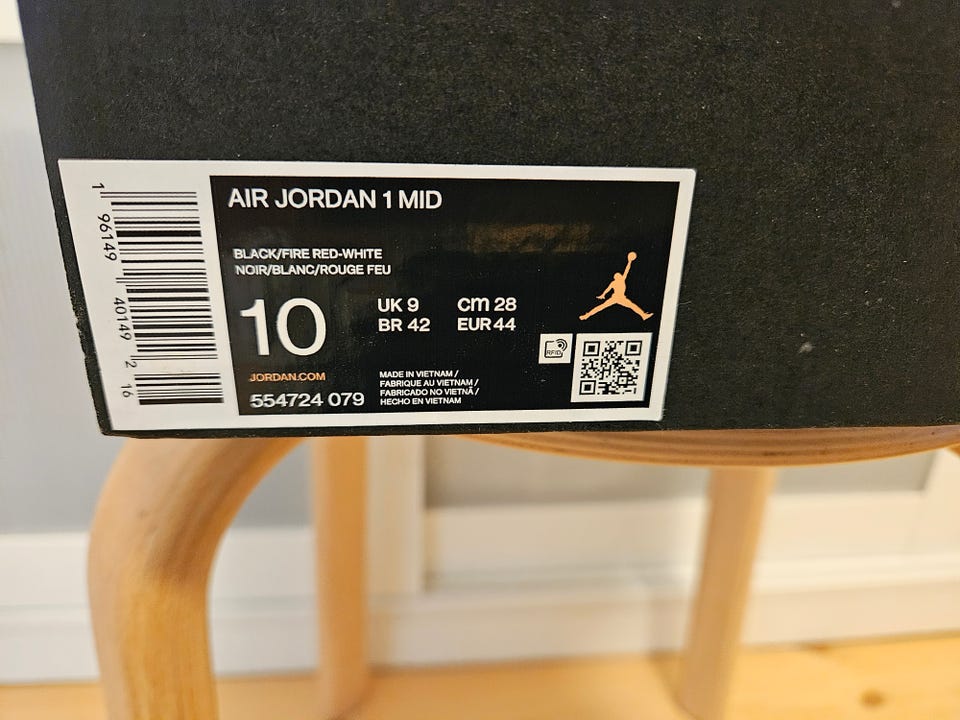 AIR JORDAN 1 MID
BLACK/FIRE RED-WHITE
NOIR/BLANC/ROUGE FEU
10
UK 9 cm 28
BR 42 EUR 44
JORDAN.COM
554724 079
MADE IN VIETNAM /
FABRIQUE AU VIETNAM /
FABRICADO NO VIETNÃ /
HECHO EN VIETNAM
RFID
1 96149 40149 2 16